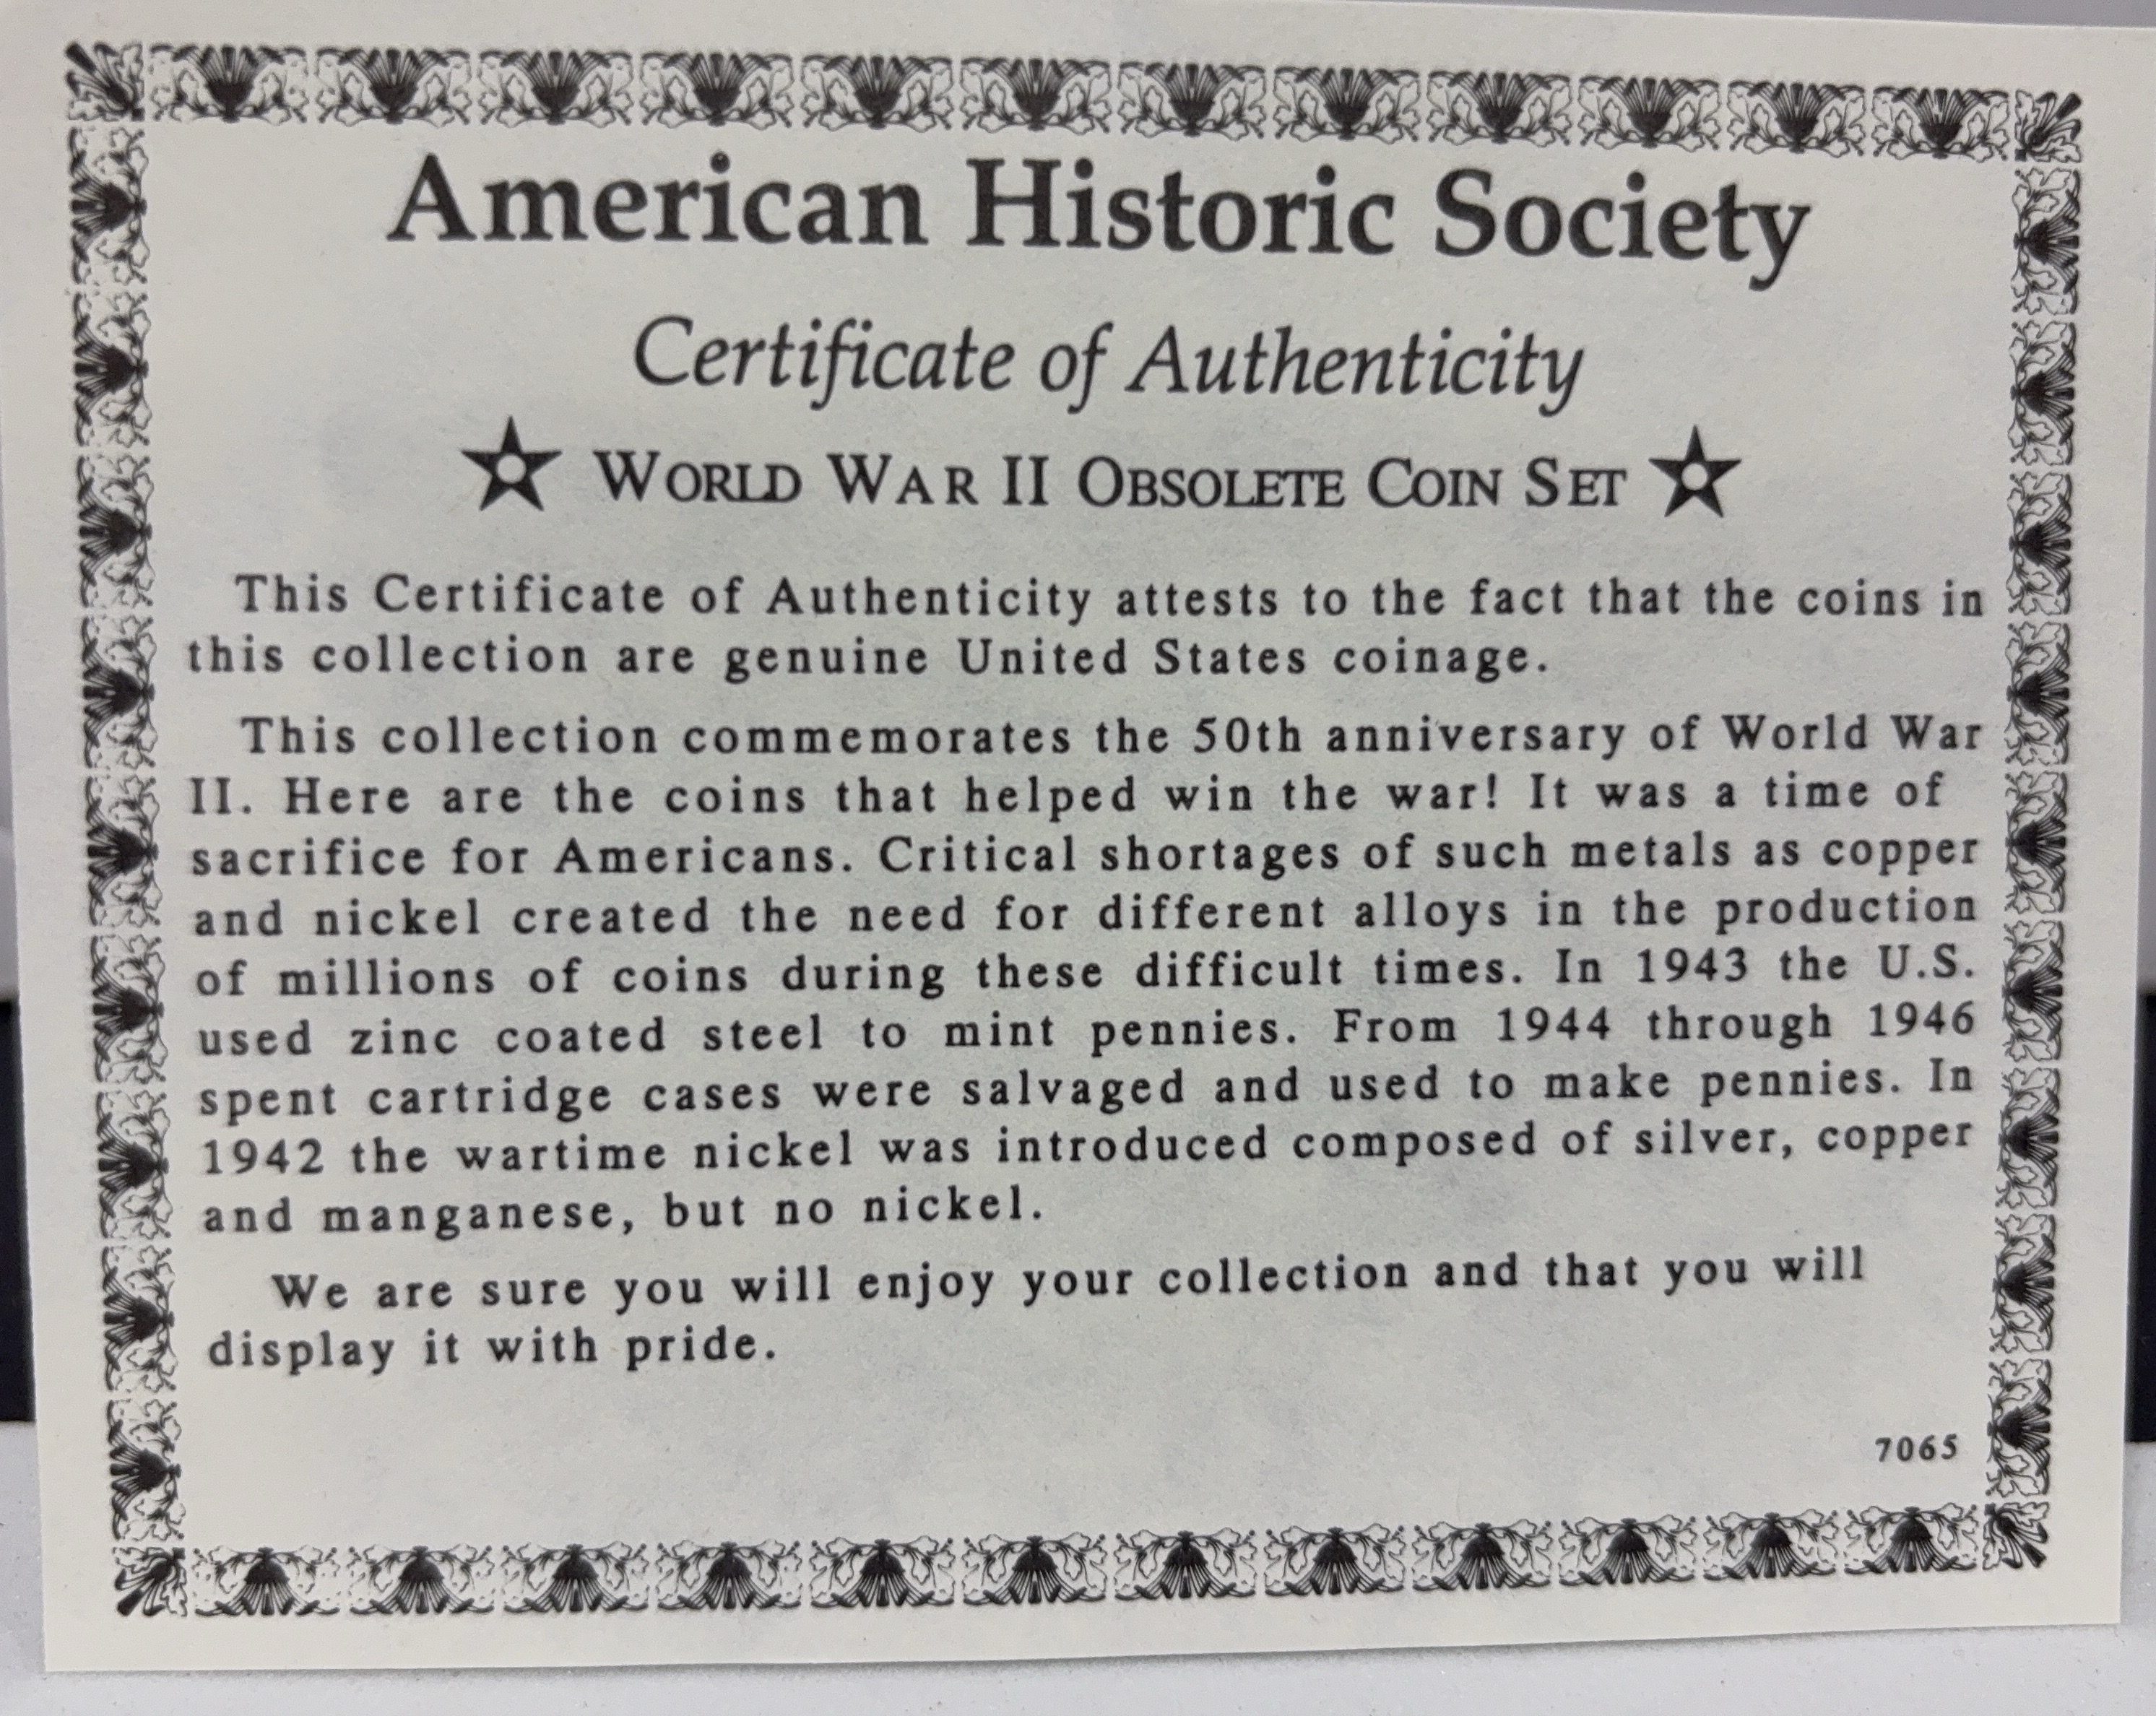 American Historic Society
Certificate of Authenticity
World War II Obsolete Coin Set
This Certificate of Authenticity attests to the fact that the coins in
this collection are genuine United States coinage.
This collection commemorates the 50th anniversary of World War
II. Here are the coins that helped win the war! It was a time of
sacrifice for Americans. Critical shortages of such metals as copper
and nickel created the need for different alloys in the production
of millions of coins during these difficult times. In 1943 the U.S.
used zinc coated steel to mint pennies. From 1944 through 1946
spent cartridge cases were salvaged and used to make pennies. In
1942 the wartime nickel was introduced composed of silver, copper
and manganese, but no nickel.
We are sure you will enjoy your collection and that you will
display it with pride.
7065